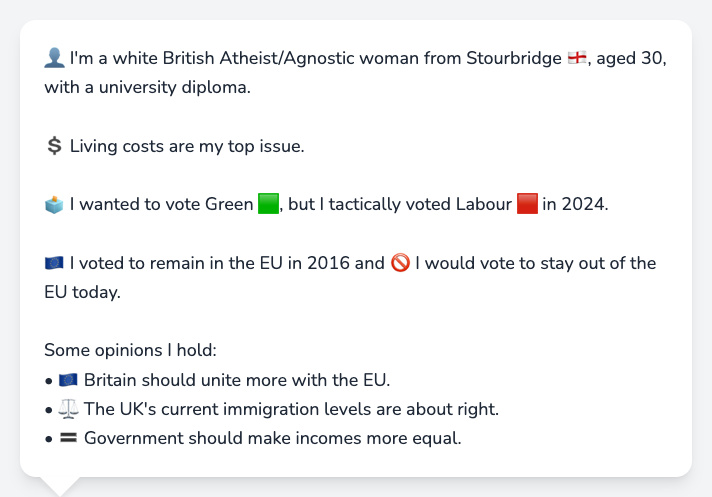 👤 I'm a white British Atheist/Agnostic woman from Stourbridge 🏴󠁧󠁢󠁥󠁮󠁧󠁿, aged 30,
with a university diploma.
💲 Living costs are my top issue.
🗳️ I wanted to vote Green 🟩, but I tactically voted Labour 🟥 in 2024.
🇪🇺 I voted to remain in the EU in 2016 and 🚫 I would vote to stay out of the
EU today.
Some opinions I hold:
• 🇪🇺 Britain should unite more with the EU.
• ⚖️ The UK's current immigration levels are about right.
• 🟰 Government should make incomes more equal.